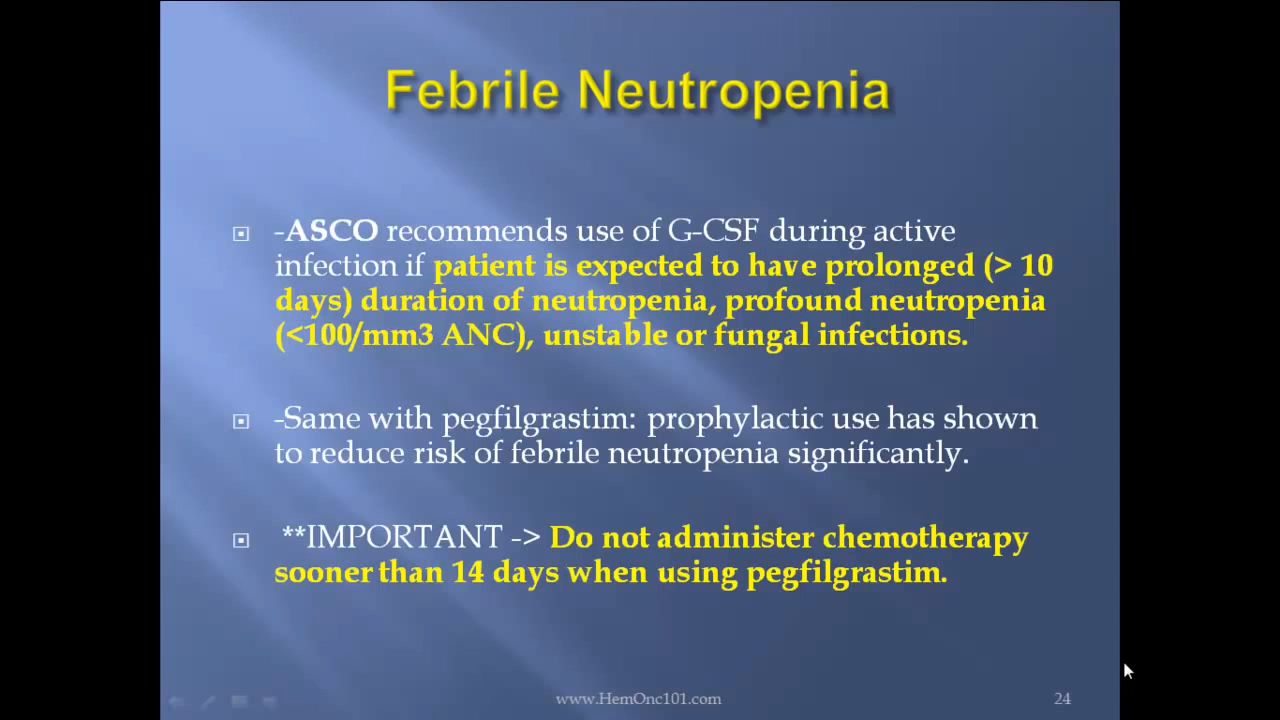 Febrile Neutropenia
-ASCO recommends use of G-CSF during active
infection if patient is expected to have prolonged (> 10
days) duration of neutropenia, profound neutropenia
(<100/mm3 ANC), unstable or fungal infections.
-Same with pegfilgrastim: prophylactic use has shown
to reduce risk of febrile neutropenia significantly.
**IMPORTANT -> Do not administer chemotherapy
sooner than 14 days when using pegfilgrastim.
www.HemOnc101.com
24